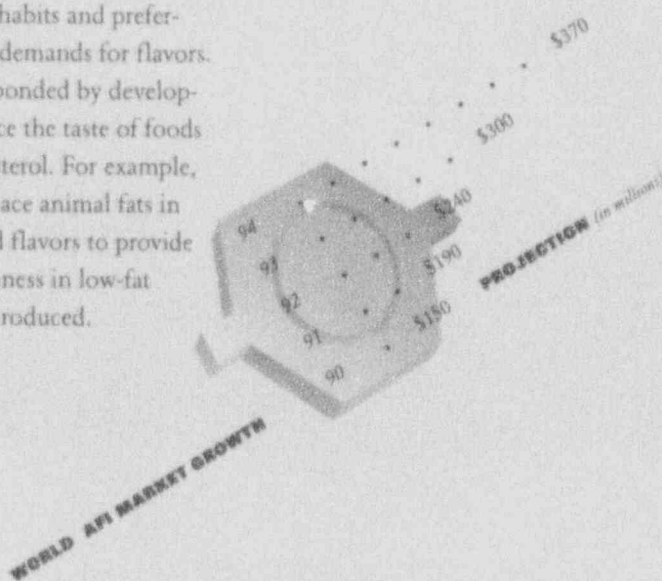 habits and prefer-
demands for flavors.
ponded by develop-
ce the taste of foods
terol. For example,
ace animal fats in
l flavors to provide
ness in low-fat
roduced.
94 $370
93 $300
92 $240
91 $190
90 $150
PROJECTION (in millions)
WORLD AFI MARKET GROWTH